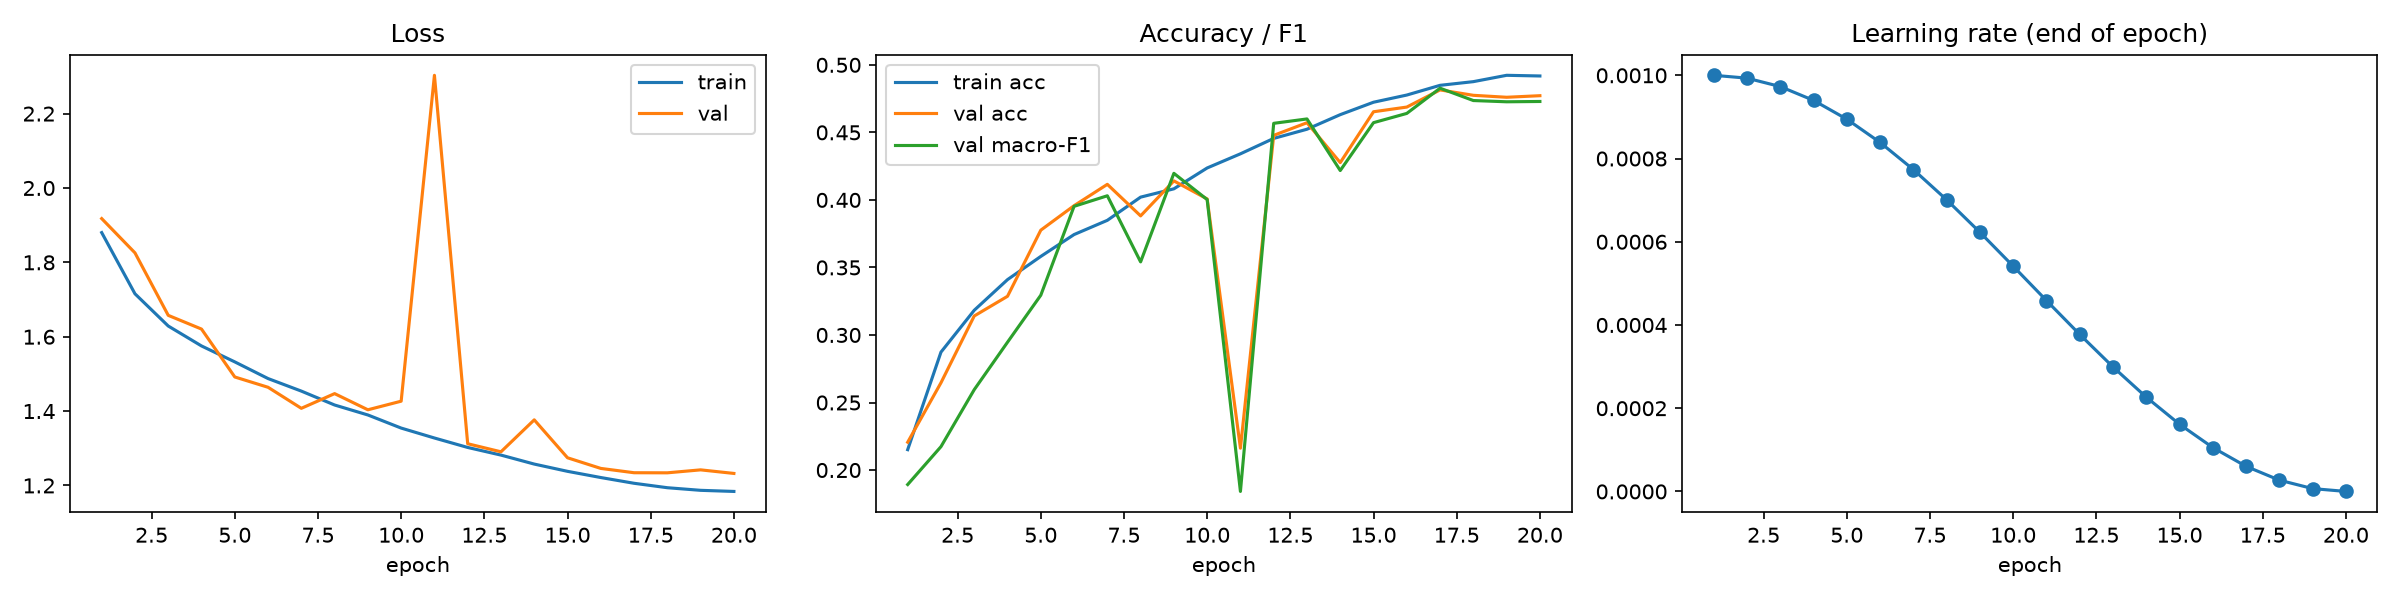 Loss
train
val
2.2
2.0
1.8
1.6
1.4
1.2
2.5 5.0 7.5 10.0 12.5 15.0 17.5 20.0
epoch
Accuracy / F1
train acc
val acc
val macro-F1
0.50
0.45
0.40
0.35
0.30
0.25
0.20
2.5 5.0 7.5 10.0 12.5 15.0 17.5 20.0
epoch
Learning rate (end of epoch)
0.0010
0.0008
0.0006
0.0004
0.0002
0.0000
2.5 5.0 7.5 10.0 12.5 15.0 17.5 20.0
epoch